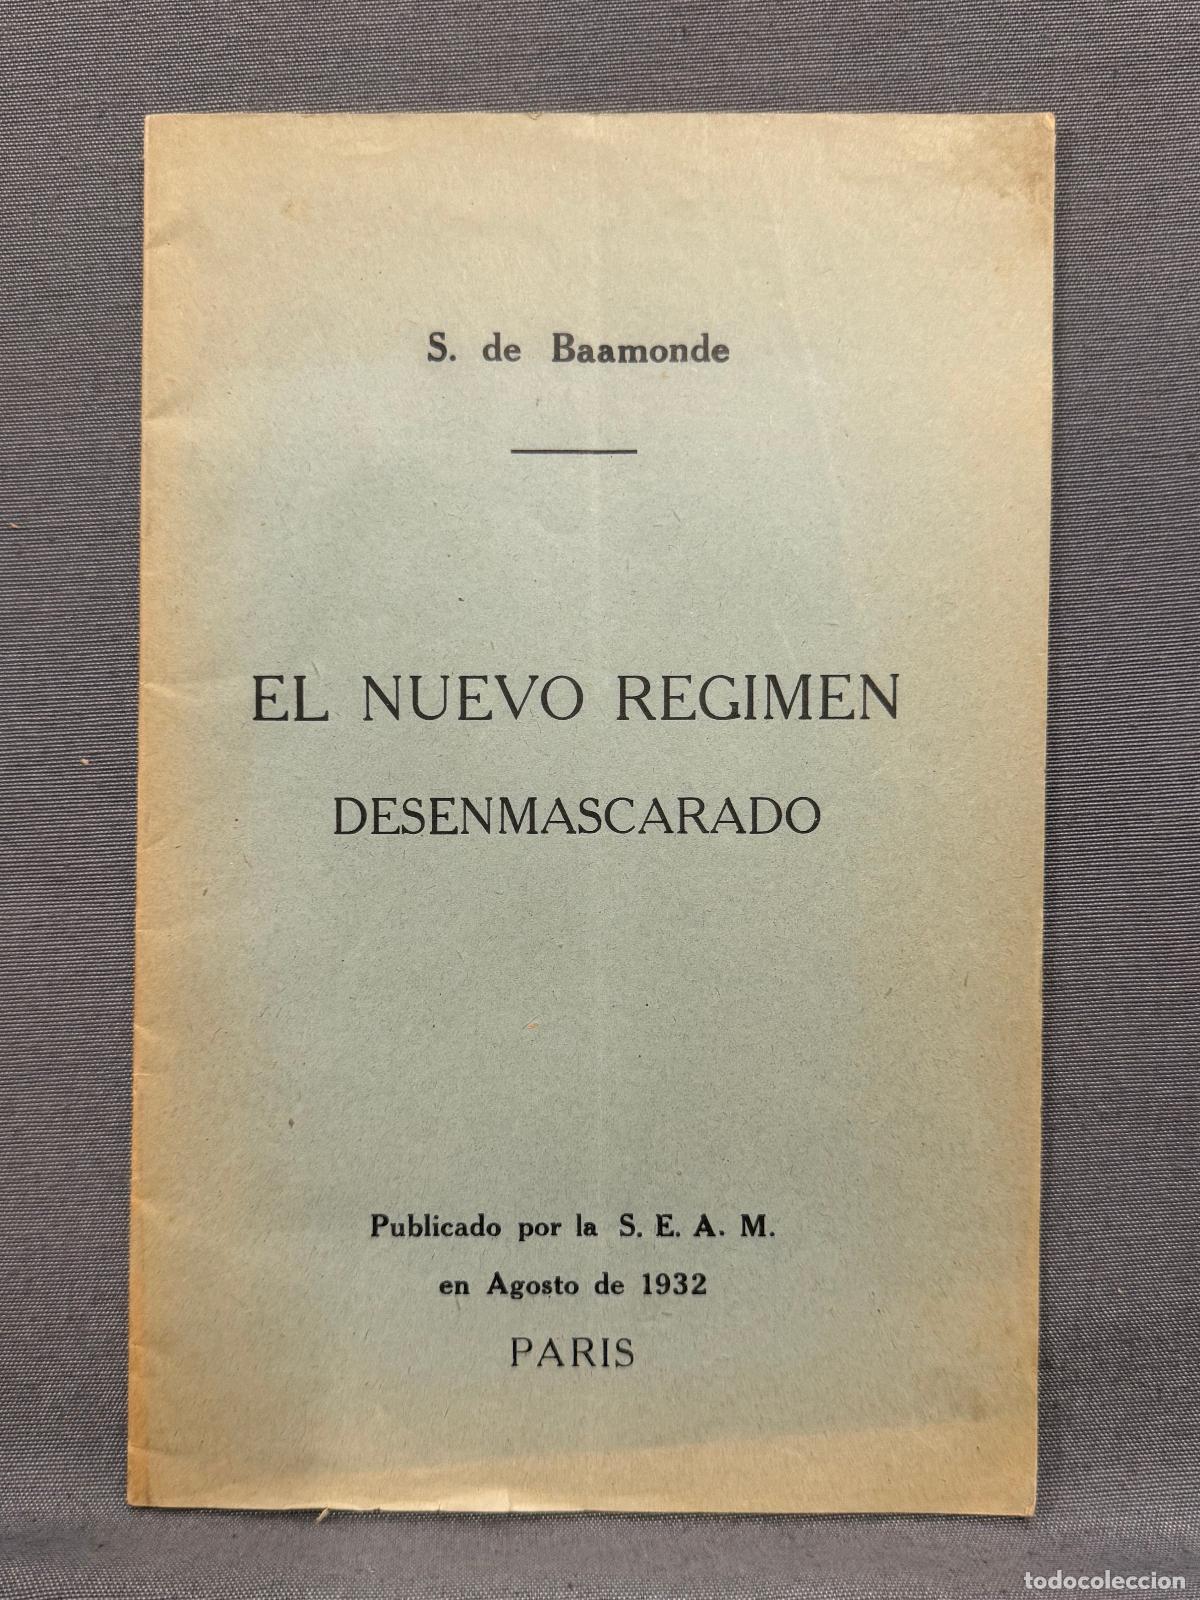 S. de Baamonde
EL NUEVO REGIMEN
DESENMASCARADO
Publicado por la S. E. A. M.
en Agosto de 1932
PARIS
todocoleccion